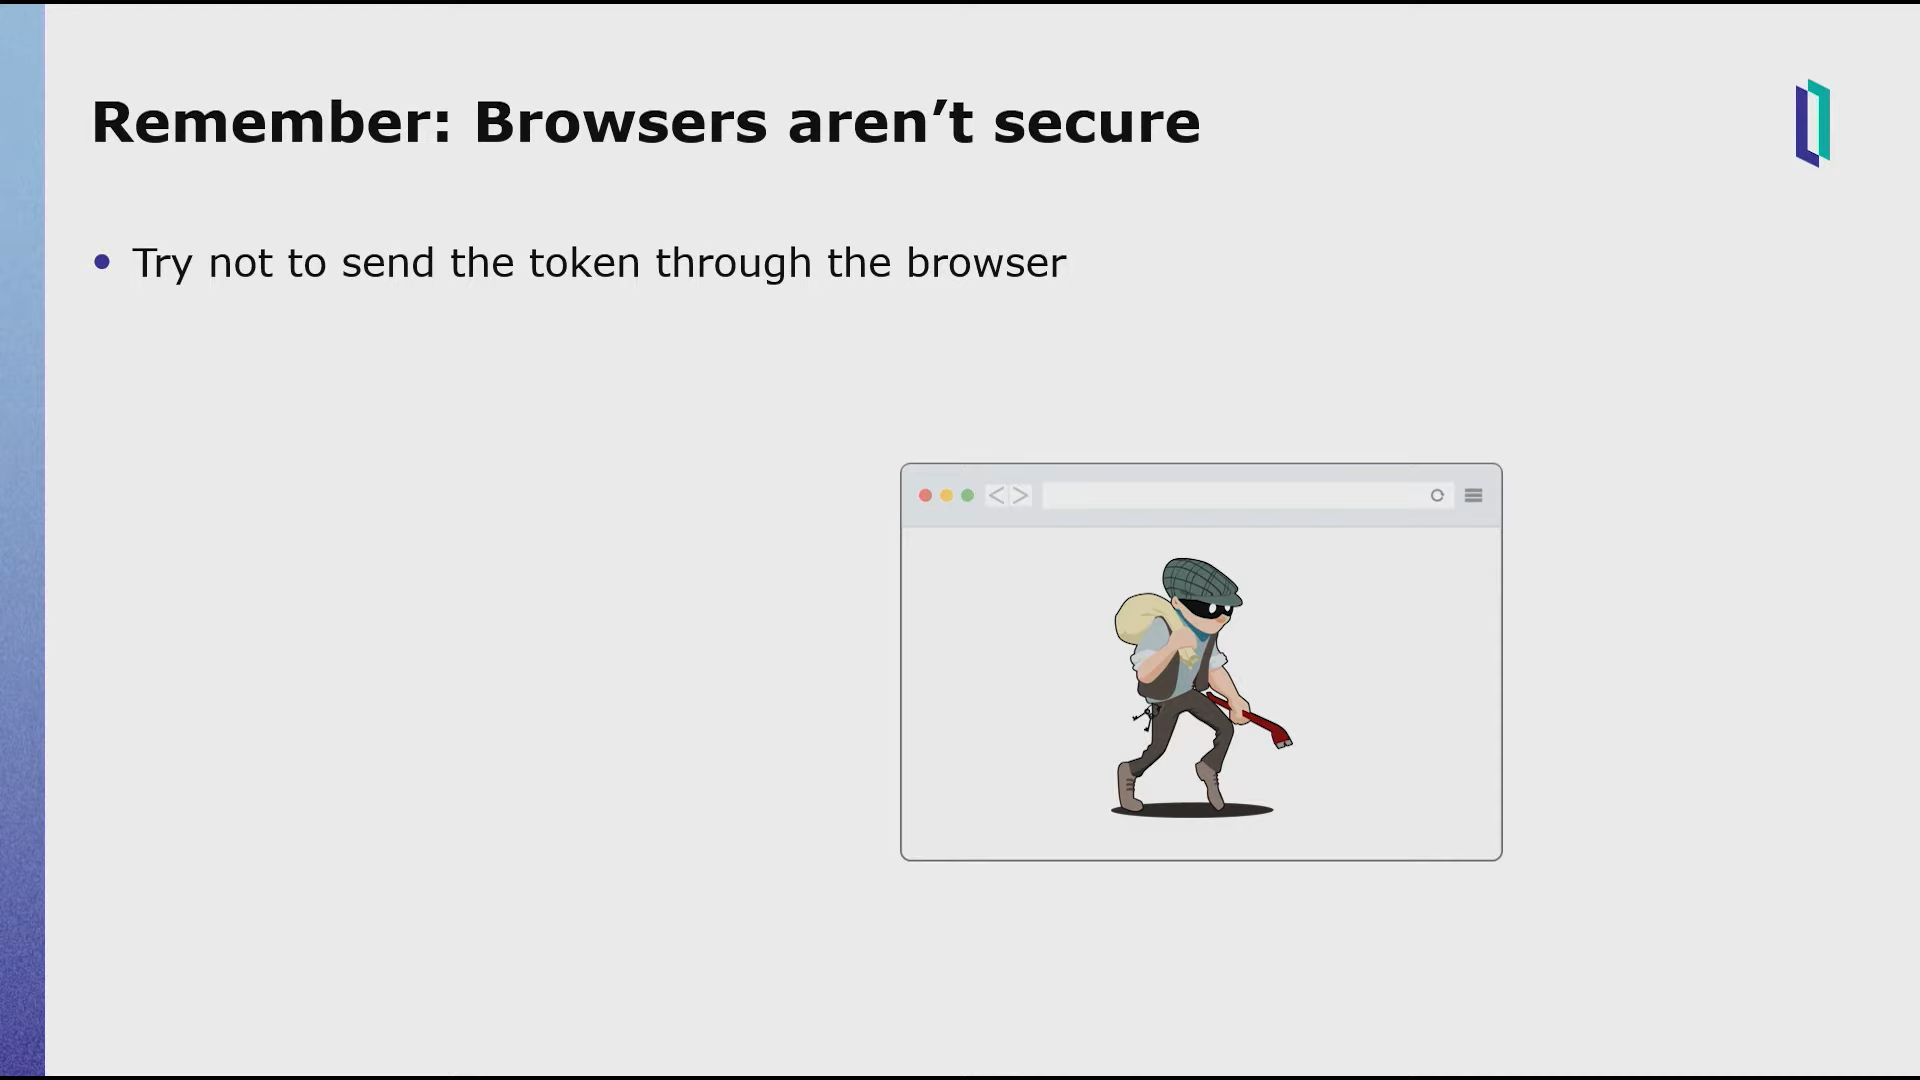 Remember: Browsers aren’t secure
• Try not to send the token through the browser